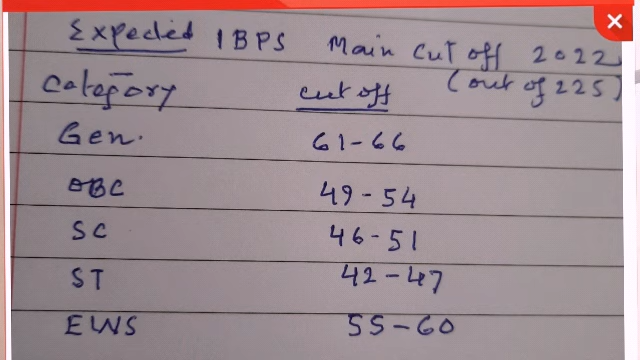 Expected IBPS Main Cut off 2022
(out of 225)
Category cut off
Gen. 61-66
OBC 49-54
SC 46-51
ST 42-47
EWS 55-60